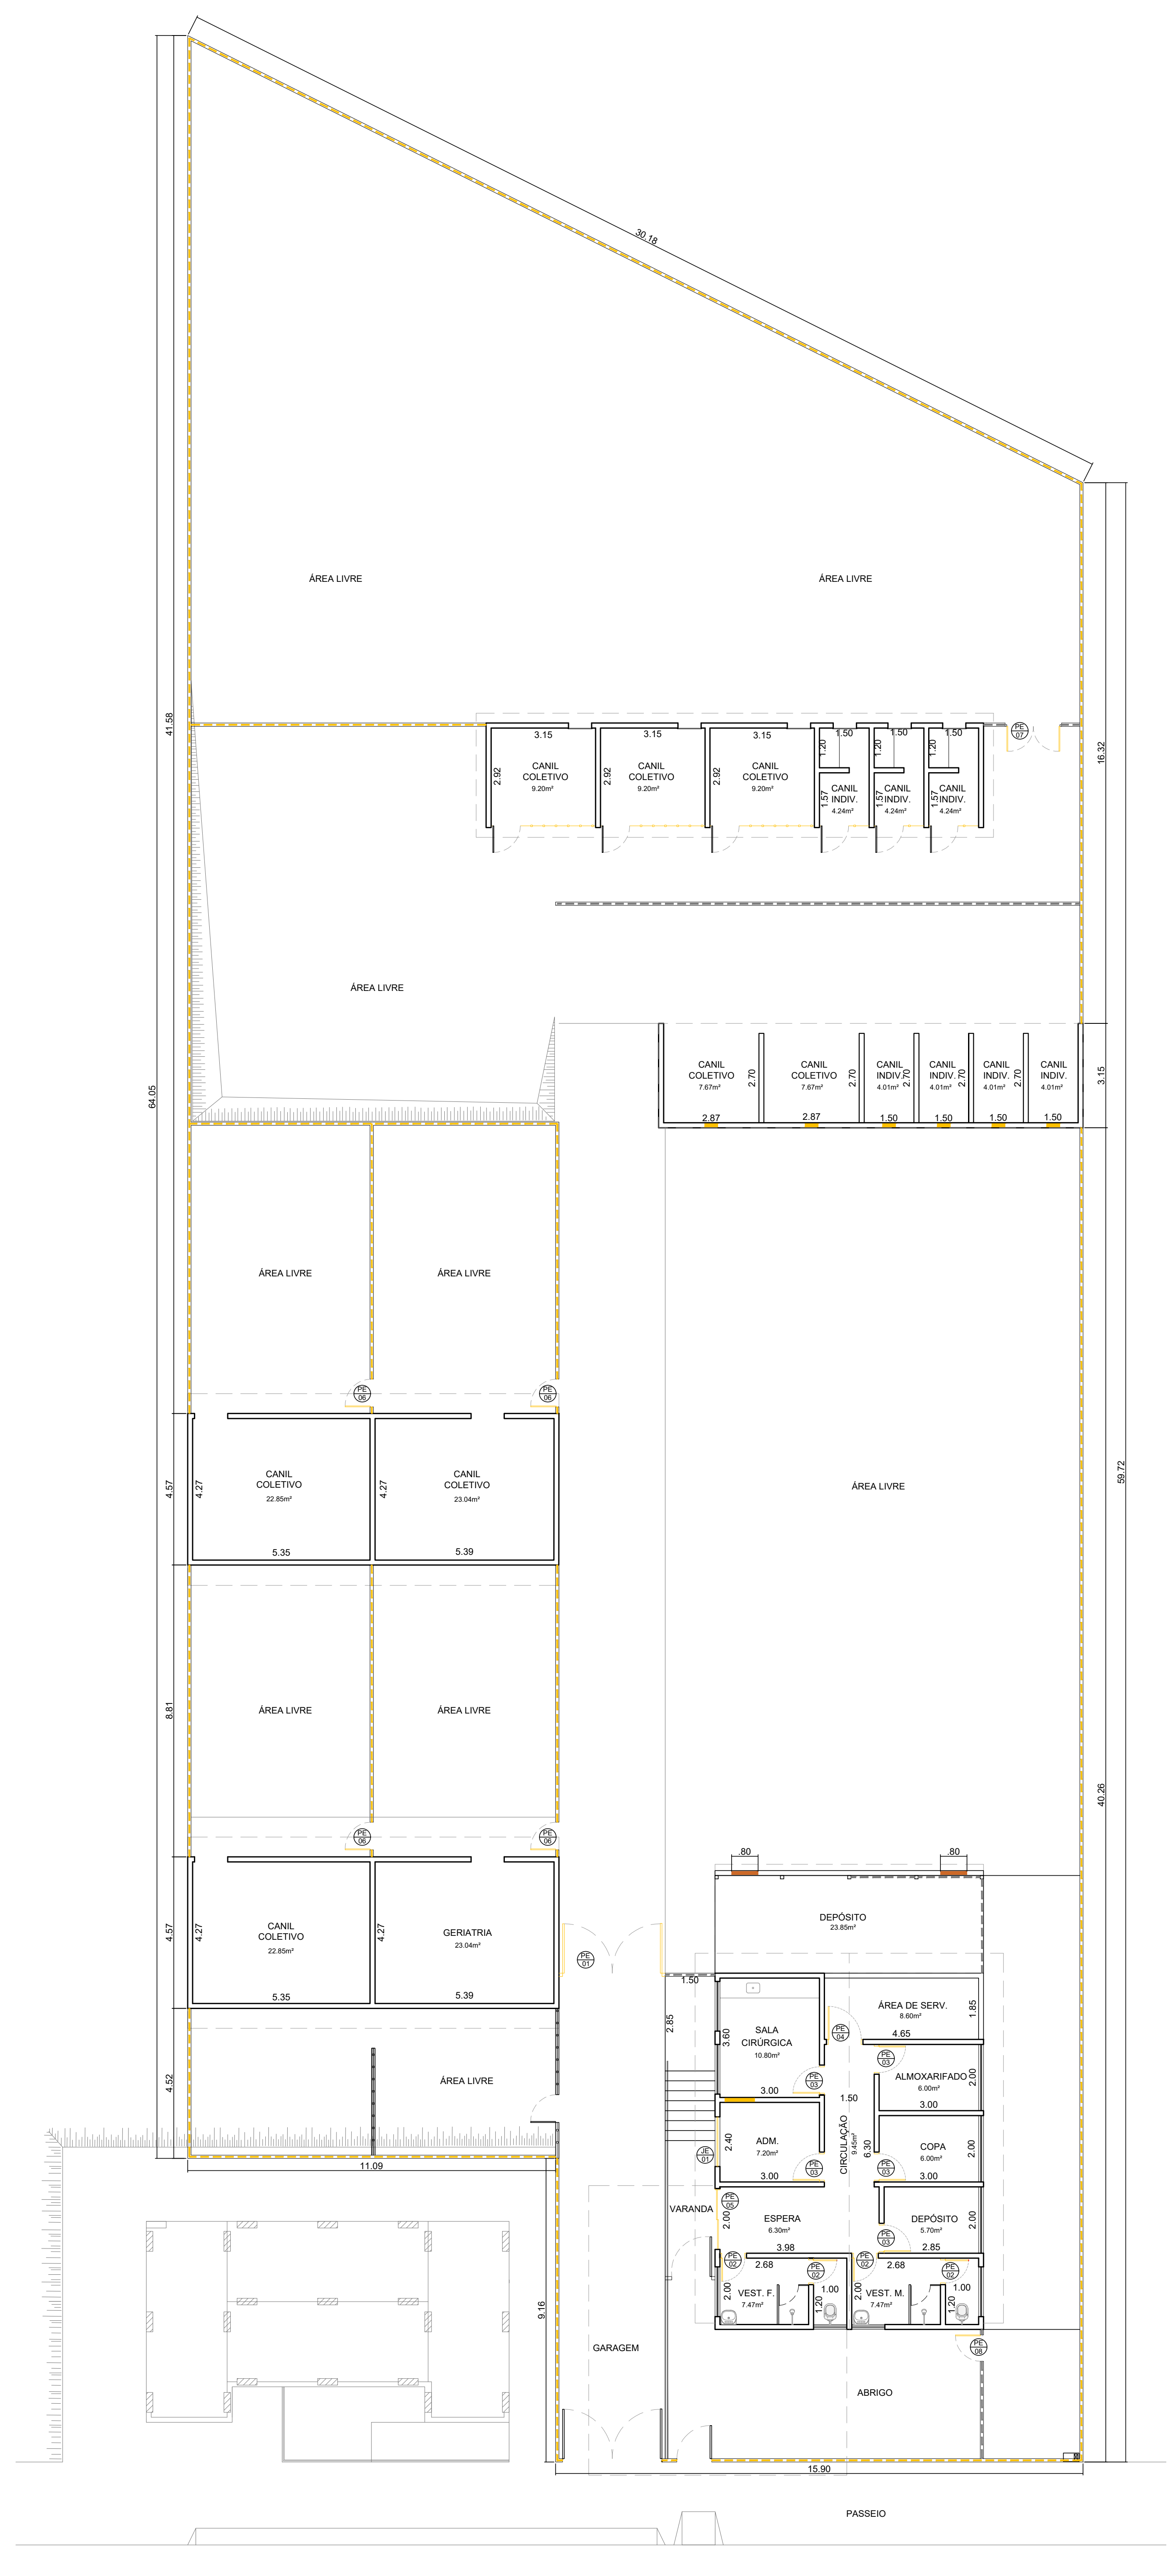 30.18
ÁREA LIVRE
ÁREA LIVRE
41.58
16.32
3.15
3.15
3.15
1.50
1.50
1.50
PE
07
1.20
1.20
1.20
2.92
2.92
2.92
CANIL
COLETIVO
9.20m²
CANIL
COLETIVO
9.20m²
CANIL
COLETIVO
9.20m²
1.57
1.57
1.57
CANIL
INDIV.
4.24m²
CANIL
INDIV.
4.24m²
CANIL
INDIV.
4.24m²
ÁREA LIVRE
64.05
CANIL
COLETIVO
7.67m²
2.70
CANIL
COLETIVO
7.67m²
2.70
CANIL
INDIV.
4.01m²
2.70
CANIL
INDIV.
4.01m²
2.70
CANIL
INDIV.
4.01m²
2.70
CANIL
INDIV.
4.01m²
3.15
2.87
2.87
1.50
1.50
1.50
1.50
ÁREA LIVRE
ÁREA LIVRE
PE
06
PE
06
4.57
4.27
CANIL
COLETIVO
22.85m²
4.27
CANIL
COLETIVO
23.04m²
5.35
5.39
ÁREA LIVRE
59.72
8.81
ÁREA LIVRE
ÁREA LIVRE
40.26
PE
06
PE
06
.80
.80
DEPÓSITO
23.85m²
4.57
4.27
CANIL
COLETIVO
22.85m²
4.27
GERIATRIA
23.04m²
5.35
5.39
PE
01
1.50
2.85
3.60
SALA
CIRÚRGICA
10.80m²
3.00
PE
04
ÁREA DE SERV.
8.60m²
4.65
1.85
PE
03
PE
03
ALMOXARIFADO
6.00m²
3.00
2.00
1.50
4.52
ÁREA LIVRE
11.09
JE
01
2.40
ADM.
7.20m²
3.00
PE
03
CIRCULAÇÃO
9.45m²
6.30
PE
03
COPA
6.00m²
3.00
2.00
VARANDA
PE
05
2.00
ESPERA
6.30m²
3.98
PE
03
DEPÓSITO
5.70m²
2.85
2.00
PE
02
2.68
PE
02
PE
02
2.68
PE
02
2.00
VEST. F.
7.47m²
1.00
1.20
2.00
VEST. M.
7.47m²
1.00
1.20
9.16
GARAGEM
PE
08
ABRIGO
15.90
PASSEIO